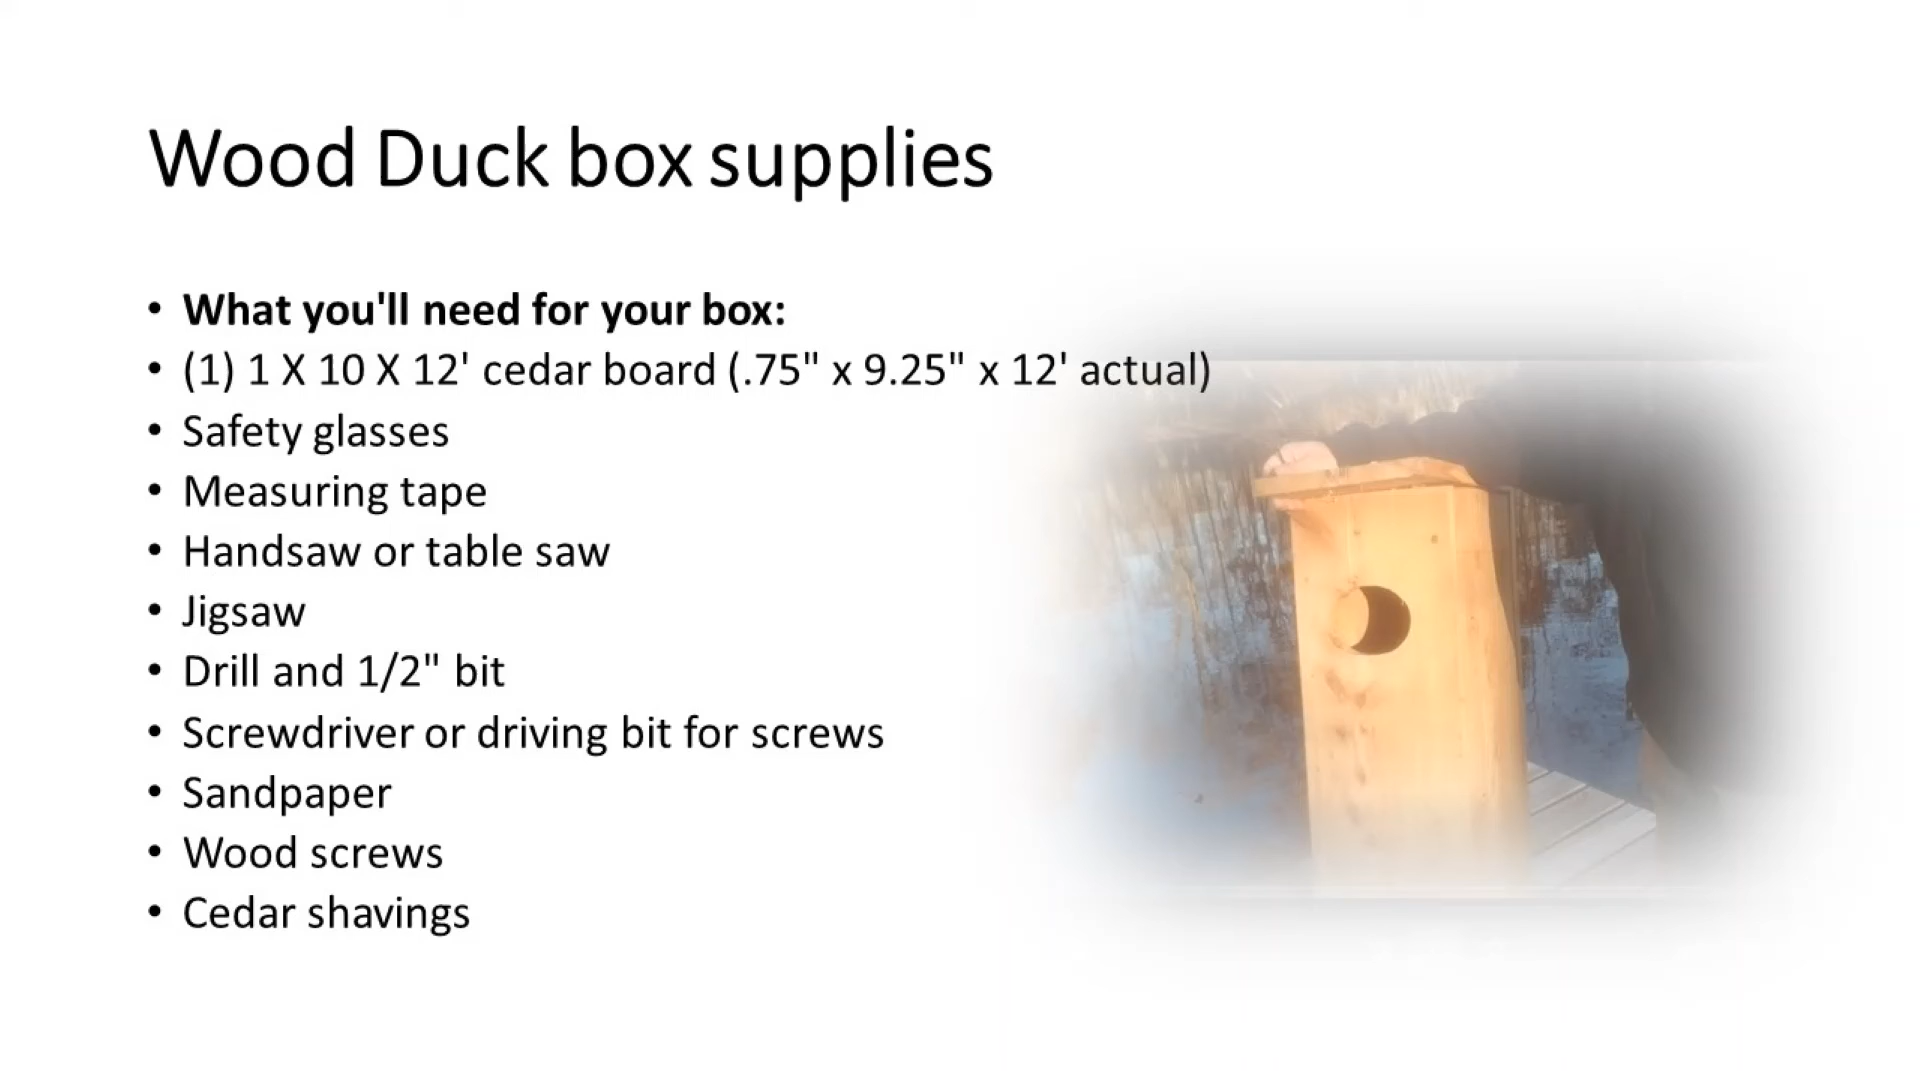 Wood Duck box supplies
• What you'll need for your box:
• (1) 1 X 10 X 12' cedar board (.75" x 9.25" x 12' actual)
• Safety glasses
• Measuring tape
• Handsaw or table saw
• Jigsaw
• Drill and 1/2" bit
• Screwdriver or driving bit for screws
• Sandpaper
• Wood screws
• Cedar shavings